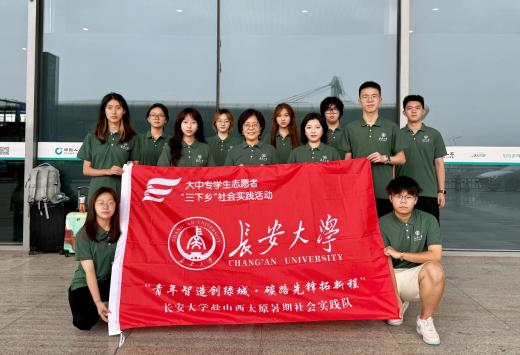 大中专学生志愿者
“三下乡”社会实践活动
长安大学
CHANG'AN UNIVERSITY
“青年智造创绿城·碳路先锋拓新程”
长安大学赴山西太原暑期社会实践队